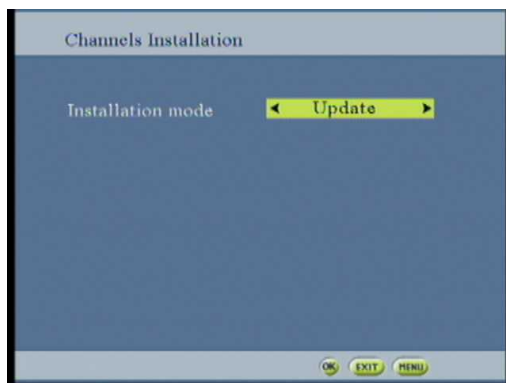 Channels Installation
Installation mode
Update
OK EXIT MENU